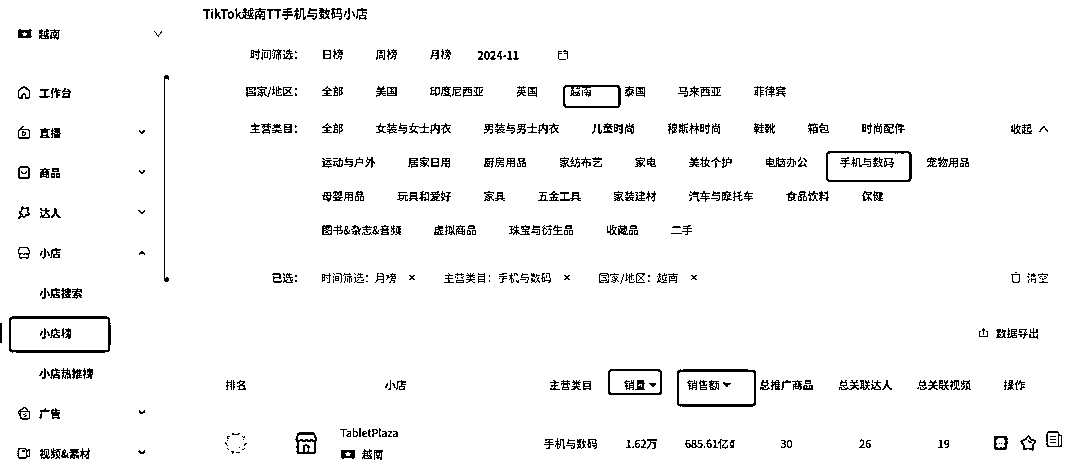 TikTok越南TT手机与数码小店
越南
时间筛选： 日榜 周榜 月榜 2024-11
工作台
国家/地区： 全部 美国 印度尼西亚 英国 越南 泰国 马来西亚 菲律宾
直播
主营类目： 全部 女装与女士内衣 男装与男士内衣 儿童时尚 穆斯林时尚 鞋靴 箱包 时尚配件 收起
商品
运动与户外 居家日用 厨房用品 家纺布艺 家电 美妆个护 电脑办公 手机与数码 宠物用品
达人
母婴用品 玩具和爱好 家具 五金工具 家装建材 汽车与摩托车 食品饮料 保健
图书&杂志&音频 虚拟商品 珠宝与衍生品 收藏品 二手
小店
已选： 时间筛选：月榜 × 主营类目：手机与数码 × 国家/地区：越南 × 清空
小店搜索
小店榜
数据导出
小店热推榜
排名 小店 主营类目 销量 销售额 总推广商品 总关联达人 总关联视频 操作
广告
TabletPlaza
越南
手机与数码 1.62万 685.61亿₫ 30 26 19
视频&素材